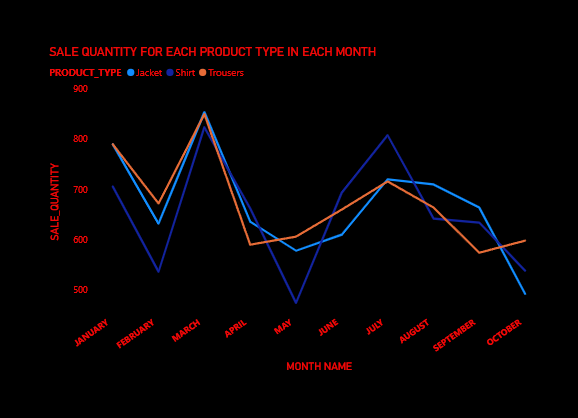 SALE QUANTITY FOR EACH PRODUCT TYPE IN EACH MONTH
PRODUCT_TYPE Jacket Shirt Trousers
900
800
700
600
500
SALE_QUANTITY
JANUARY FEBRUARY MARCH APRIL MAY JUNE JULY AUGUST SEPTEMBER OCTOBER
MONTH NAME